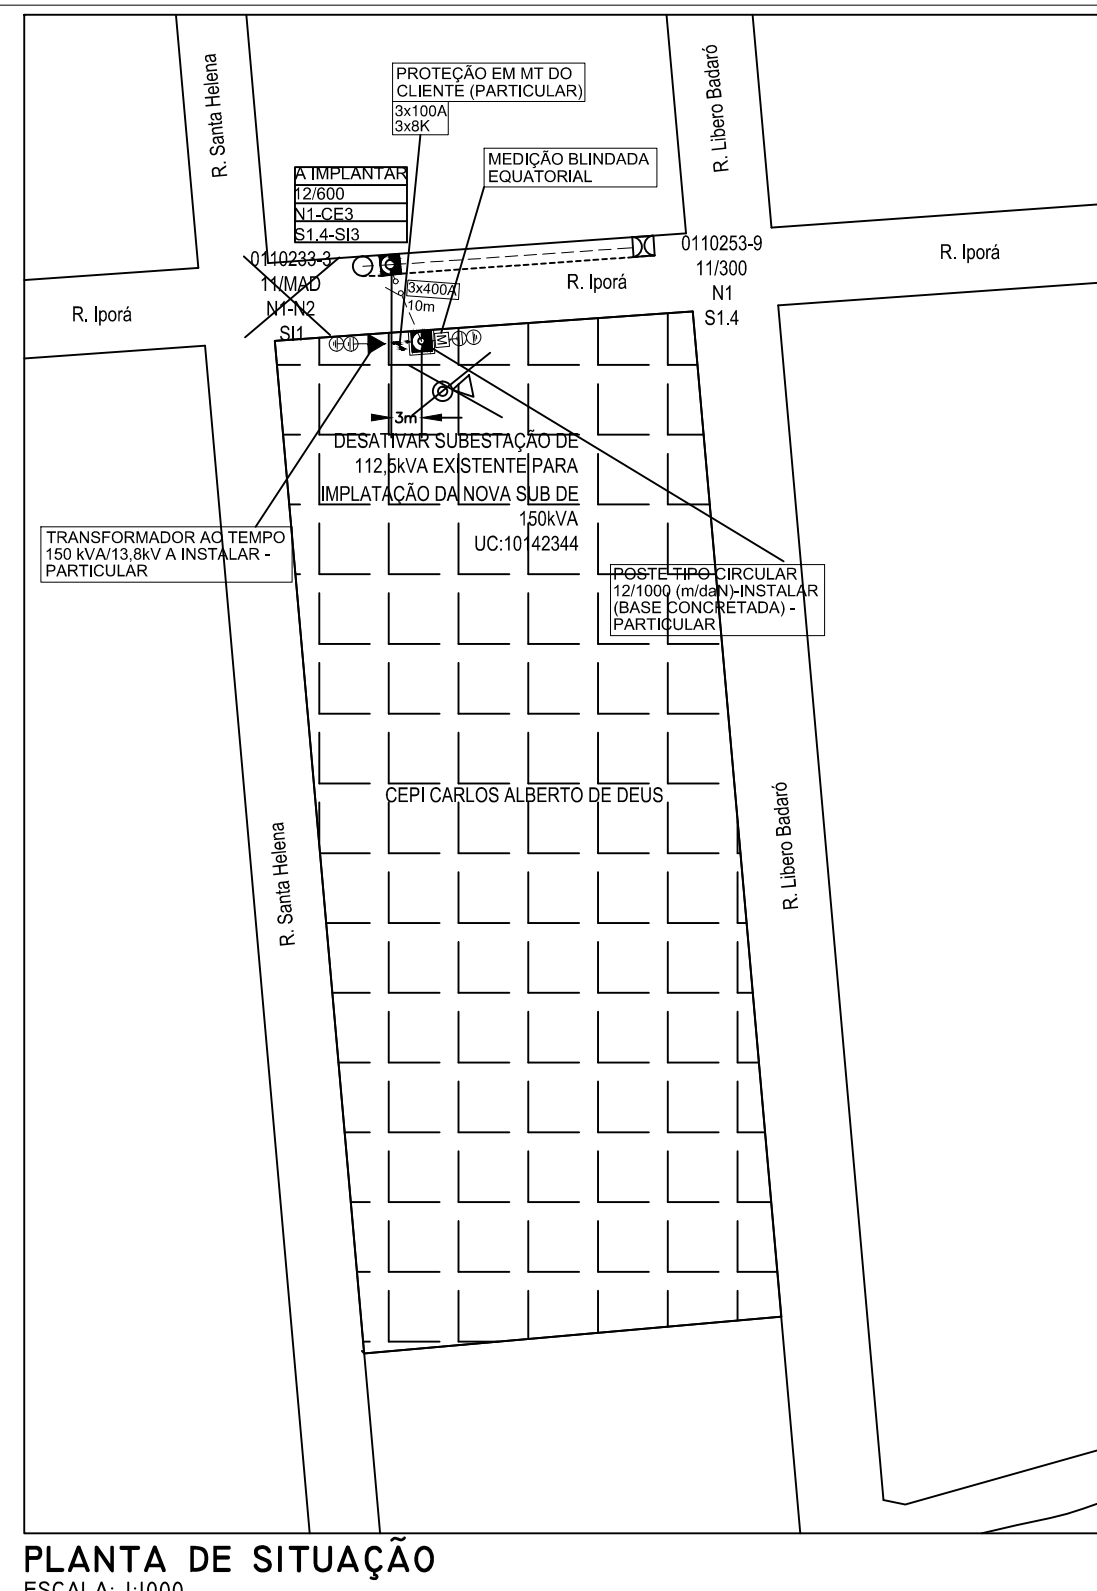 R. Santa Helena
R. Libero Badaró
PROTEÇÃO EM MT DO
CLIENTE (PARTICULAR)
3x100A
3x8K
MEDIÇÃO BLINDADA
EQUATORIAL
A IMPLANTAR
12/600
N1-CE3
S1.4-SI3
0110233-3
11/MAD
N1-N2
SI1
0110253-9
11/300
N1
S1.4
R. Iporá
R. Iporá
R. Iporá
3x400A
10m
M
3m
DESATIVAR SUBESTAÇÃO DE
112,5kVA EXISTENTE PARA
IMPLATAÇÃO DA NOVA SUB DE
150kVA
UC:10142344
TRANSFORMADOR AO TEMPO
150 kVA/13,8kV A INSTALAR -
PARTICULAR
POSTE TIPO CIRCULAR
12/1000 (m/daN)-INSTALAR
(BASE CONCRETADA) -
PARTICULAR
CEPI CARLOS ALBERTO DE DEUS
R. Santa Helena
R. Libero Badaró
PLANTA DE SITUAÇÃO
ESCALA: 1:1000